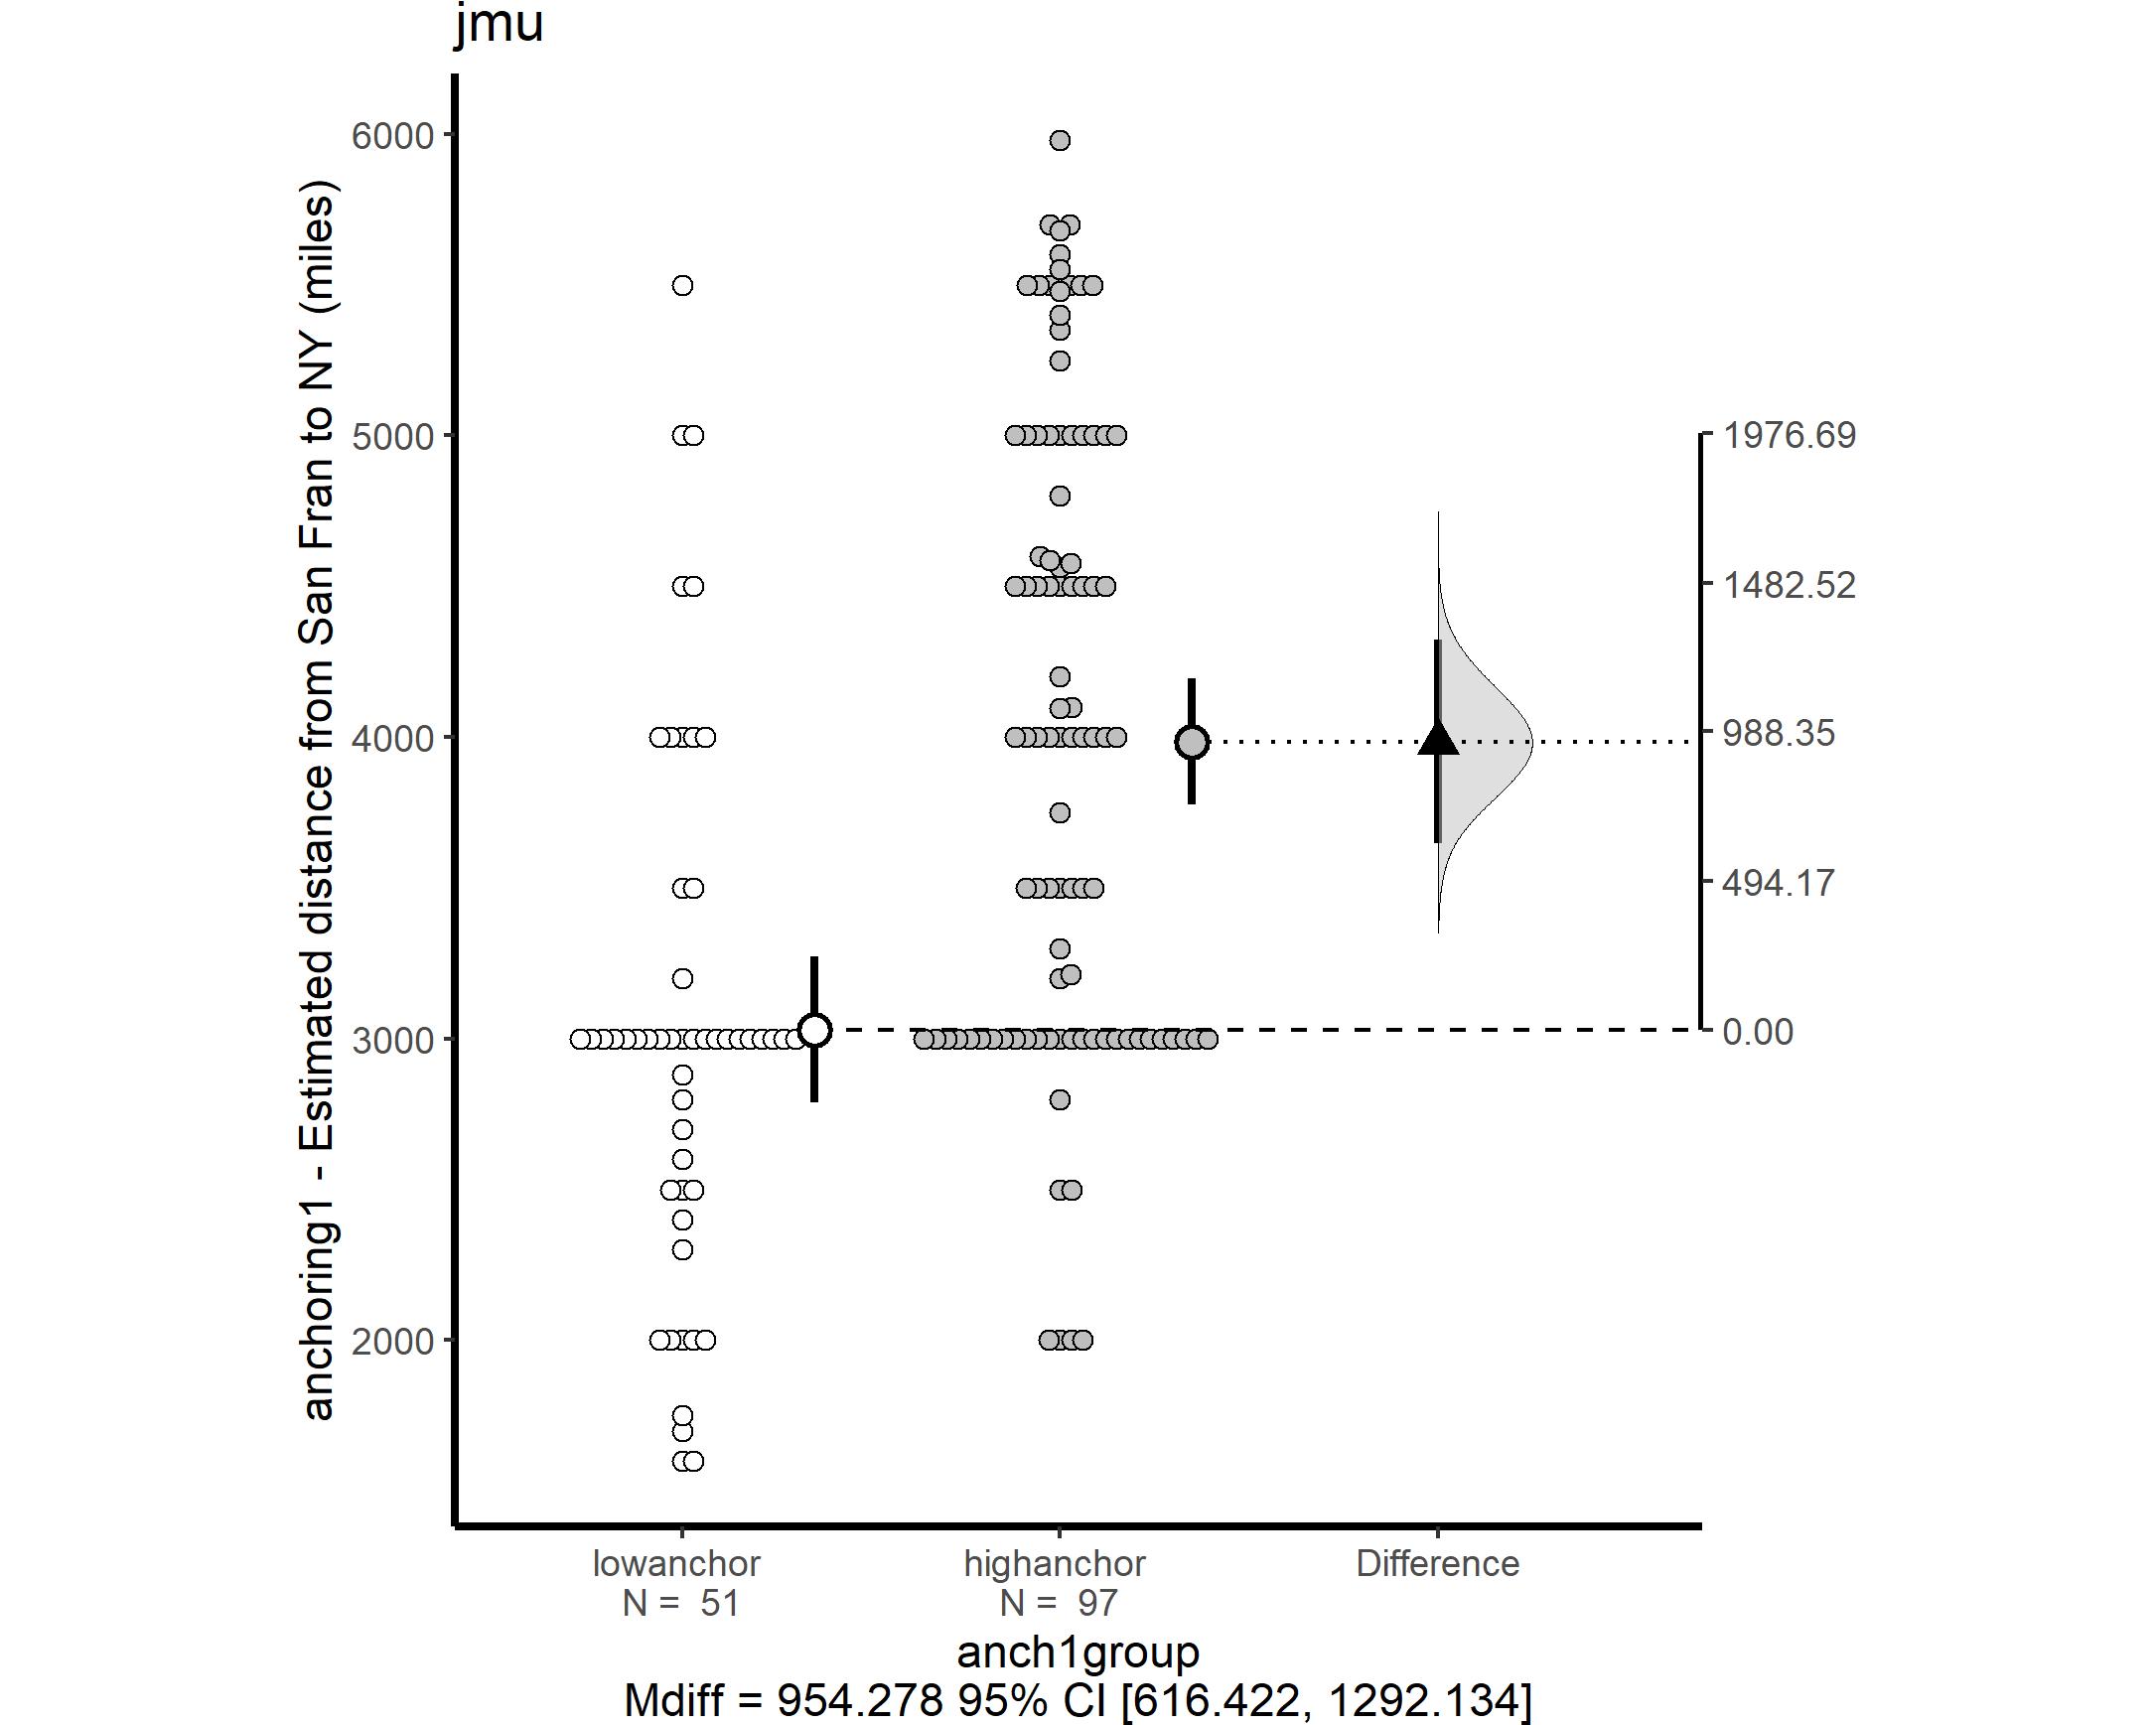 jmu
anchoring1 - Estimated distance from San Fran to NY (miles)
6000
5000
4000
3000
2000
1976.69
1482.52
988.35
494.17
0.00
lowanchor
N =  51
highanchor
N =  97
Difference
anch1group
Mdiff = 954.278 95% CI [616.422, 1292.134]